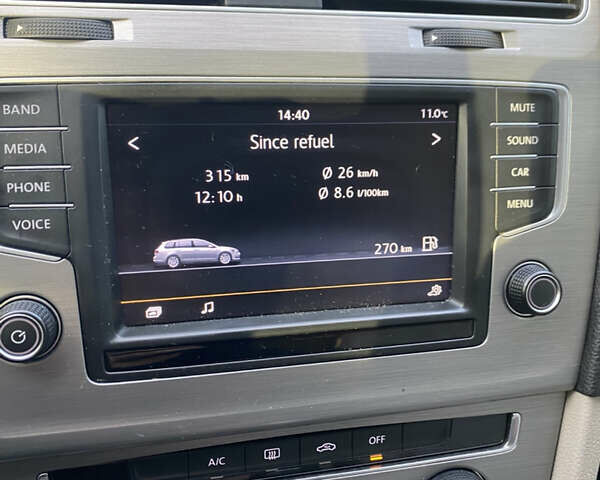 BAND
MEDIA
PHONE
VOICE
14:40 11.0°C
< Since refuel >
315 km Ø 26 km/h
12:10 h Ø 8.6 l/100km
270 km
MUTE
SOUND
CAR
MENU
A/C
OFF